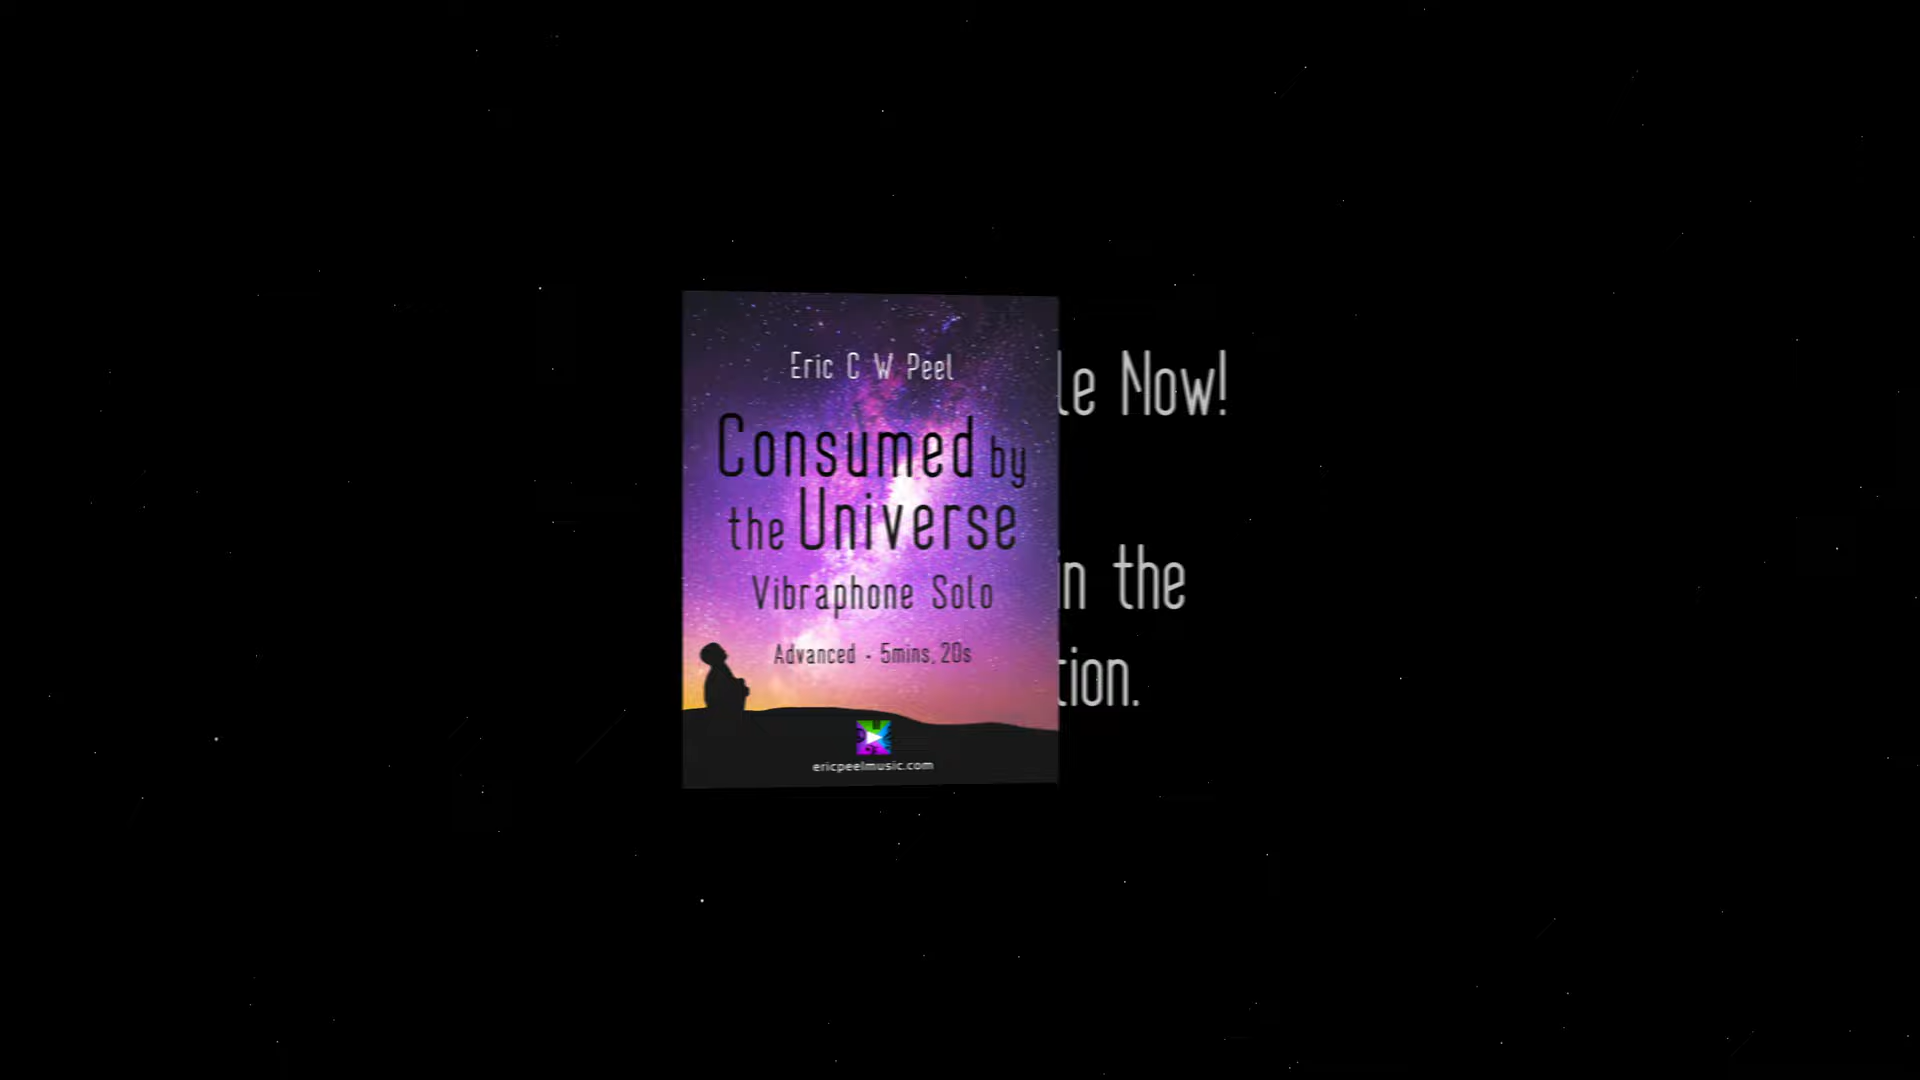 Eric C W Peel
Consumed by
the Universe
Vibraphone Solo
Advanced - 5mins, 20s
ericpeelmusic.com
le Now!
in the
tion.